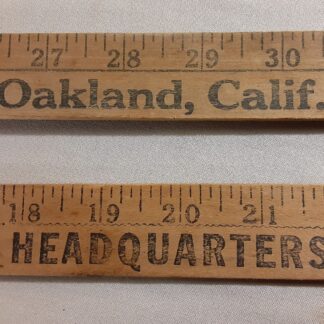 27 28 29 30
Oakland, Calif.
18 19 20 21
HEADQUARTERS